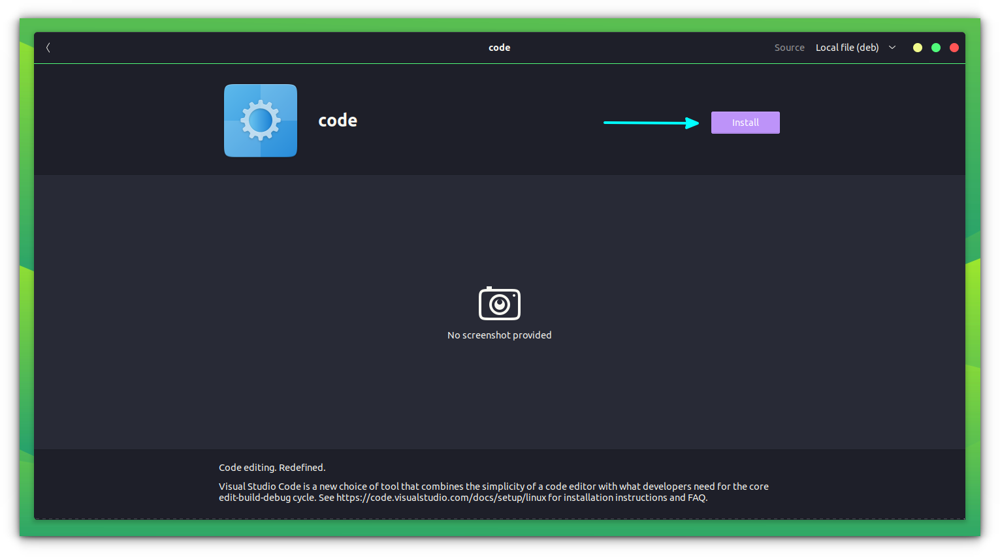 code
Source Local file (deb)
code
Install
No screenshot provided
Code editing. Redefined.
Visual Studio Code is a new choice of tool that combines the simplicity of a code editor with what developers need for the core
edit-build-debug cycle. See https://code.visualstudio.com/docs/setup/linux for installation instructions and FAQ.